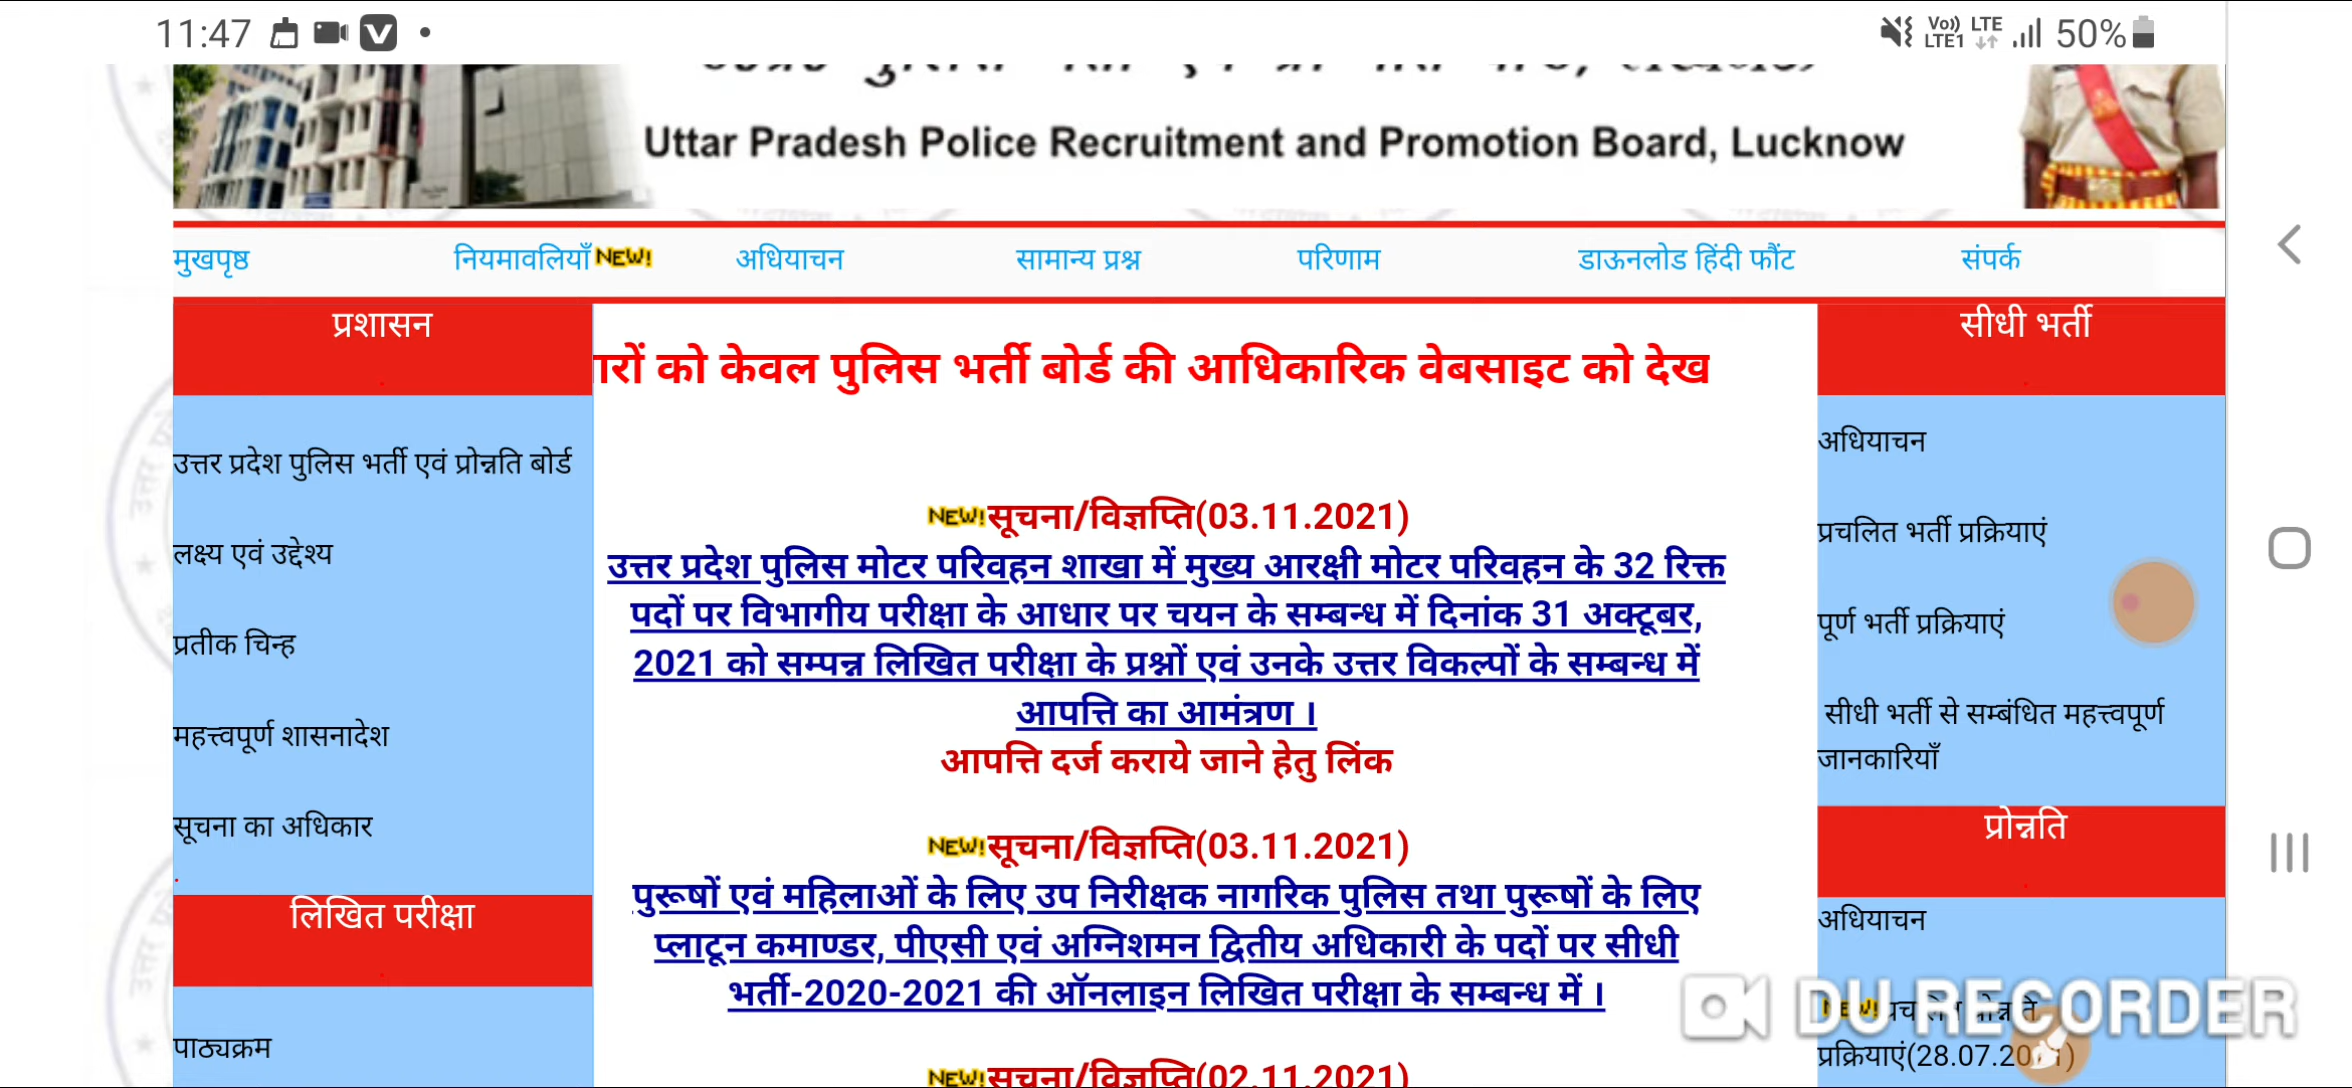 11:47
Vo)) LTE
LTE1
50%
Uttar Pradesh Police Recruitment and Promotion Board, Lucknow
मुखपृष्ठ नियमावलियाँ NEW! अधियाचन सामान्य प्रश्न परिणाम डाऊनलोड हिंदी फौंट संपर्क
प्रशासन
उत्तर प्रदेश पुलिस भर्ती एवं प्रोन्नति बोर्ड
लक्ष्य एवं उद्देश्य
प्रतीक चिन्ह
महत्त्वपूर्ण शासनादेश
सूचना का अधिकार
लिखित परीक्षा
पाठ्यक्रम
को केवल पुलिस भर्ती बोर्ड की आधिकारिक वेबसाइट को देख
NEW! सूचना/विज्ञप्ति(03.11.2021)
उत्तर प्रदेश पुलिस मोटर परिवहन शाखा में मुख्य आरक्षी मोटर परिवहन के 32 रिक्त
पदों पर विभागीय परीक्षा के आधार पर चयन के सम्बन्ध में दिनांक 31 अक्टूबर,
2021 को सम्पन्न लिखित परीक्षा के प्रश्नों एवं उनके उत्तर विकल्पों के सम्बन्ध में
आपत्ति का आमंत्रण ।
आपत्ति दर्ज कराये जाने हेतु लिंक
NEW! सूचना/विज्ञप्ति(03.11.2021)
पुरूषों एवं महिलाओं के लिए उप निरीक्षक नागरिक पुलिस तथा पुरूषों के लिए
प्लाटून कमाण्डर, पीएसी एवं अग्निशमन द्वितीय अधिकारी के पदों पर सीधी
भर्ती-2020-2021 की ऑनलाइन लिखित परीक्षा के सम्बन्ध में ।
NEW! सूचना/विज्ञप्ति(02.11.2021)
सीधी भर्ती
अधियाचन
प्रचलित भर्ती प्रक्रियाएं
पूर्ण भर्ती प्रक्रियाएं
सीधी भर्ती से सम्बंधित महत्त्वपूर्ण
जानकारियाँ
प्रोन्नति
अधियाचन
DU RECORDER